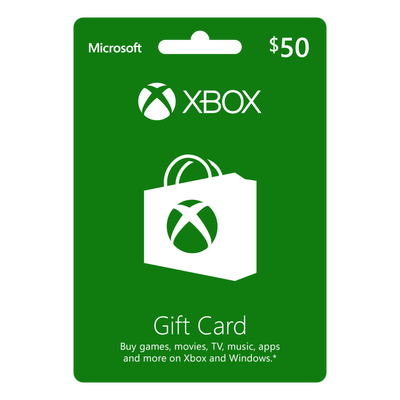 Microsoft
$50
XBOX
Gift Card
Buy games, movies, TV, music, apps
and more on Xbox and Windows.*